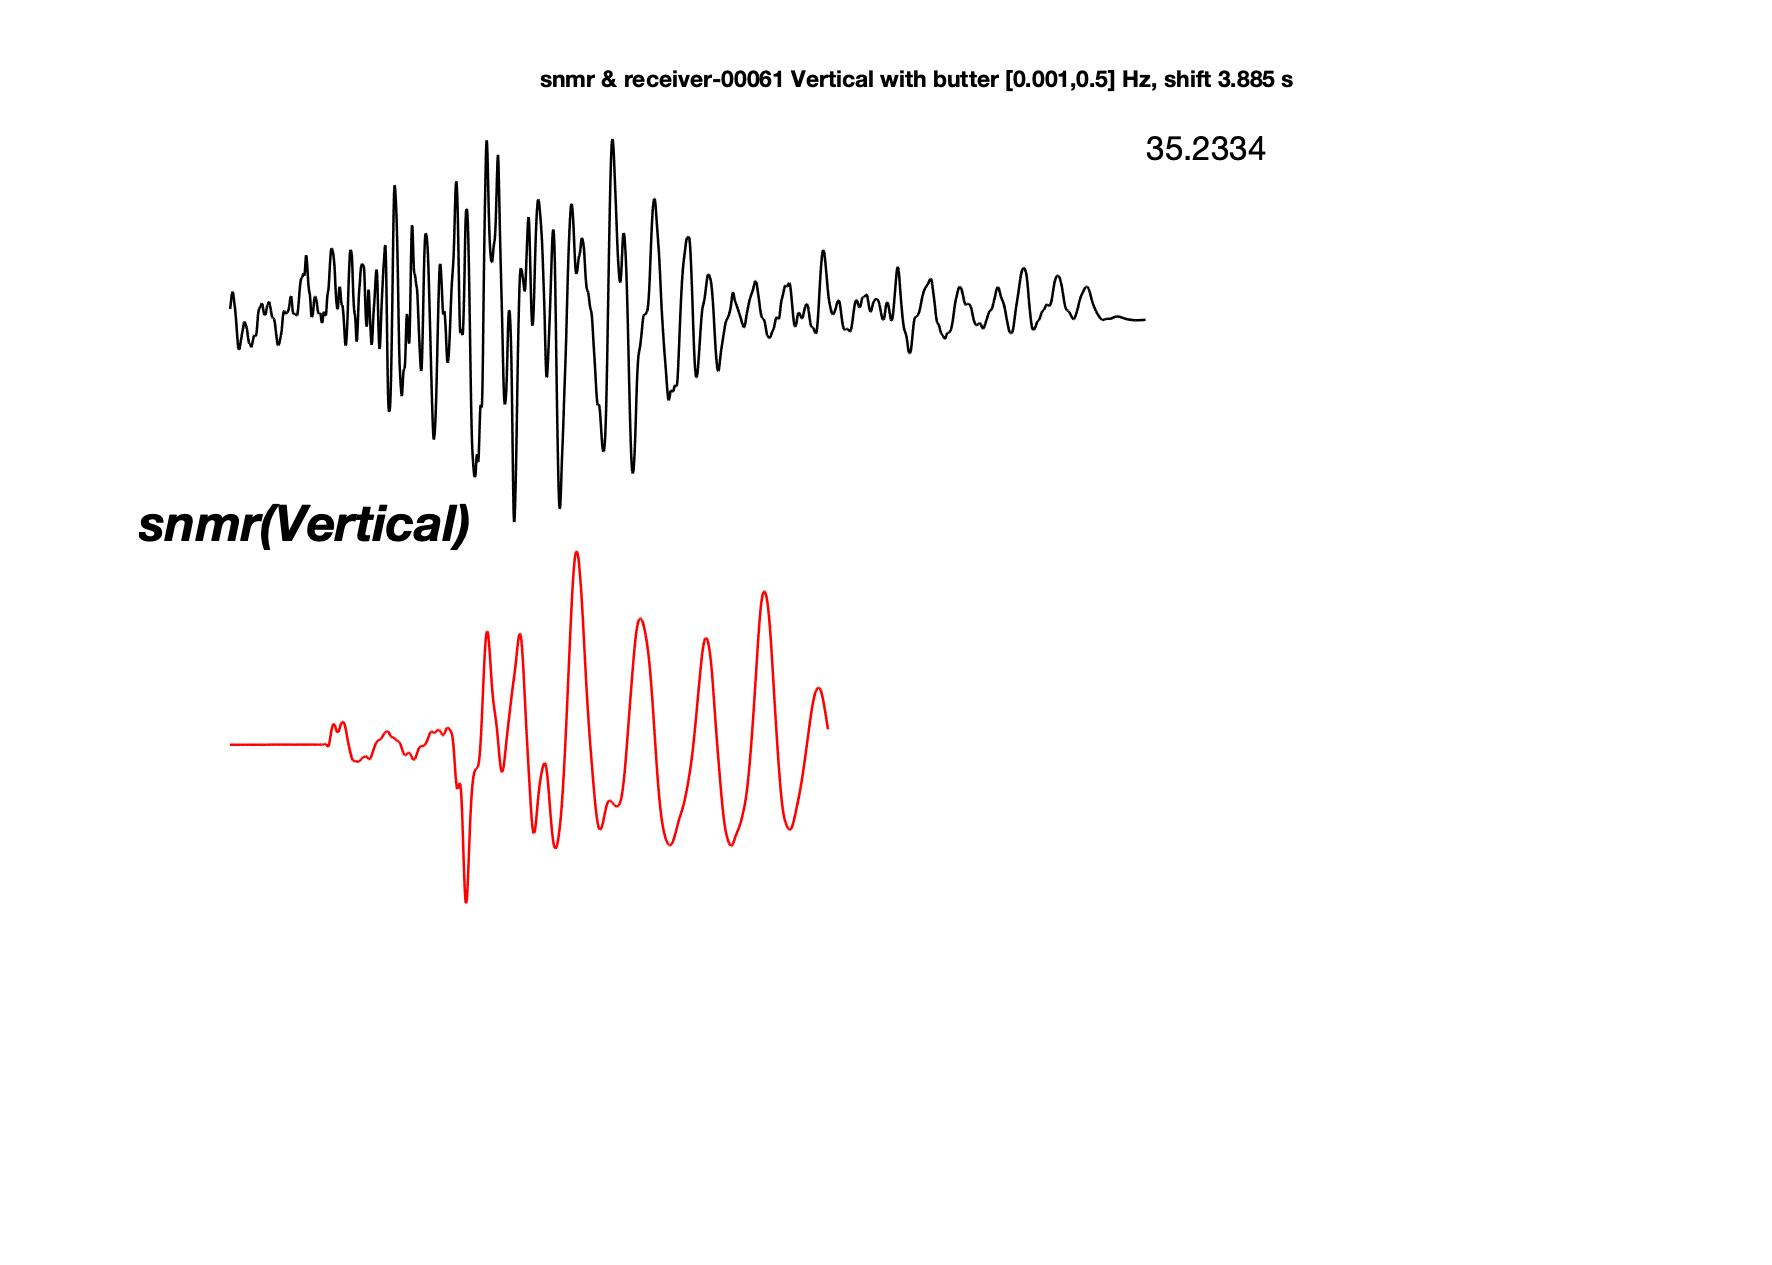 snmr & receiver-00061 Vertical with butter [0.001,0.5] Hz, shift 3.885 s
35.2334
snmr(Vertical)